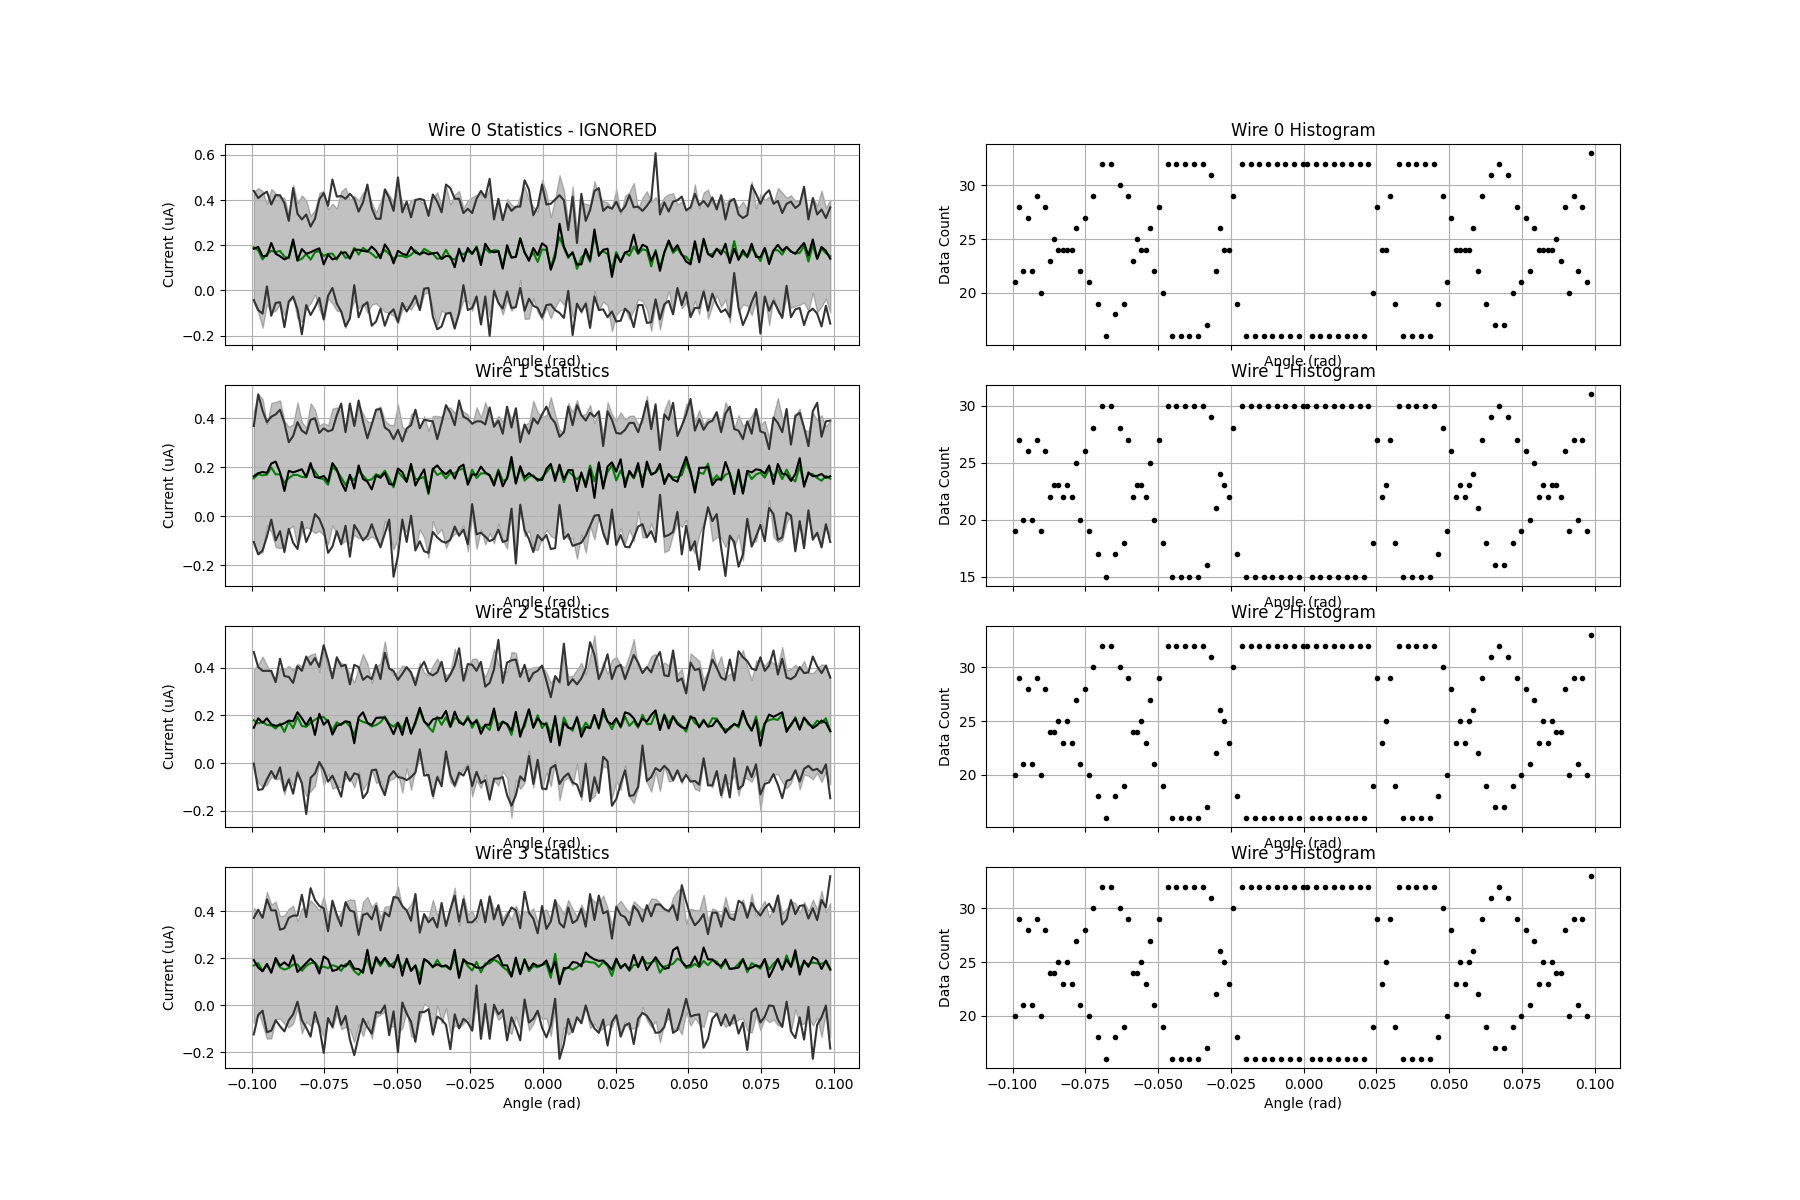 Wire 0 Statistics - IGNORED
Current (uA)
0.6
0.4
0.2
0.0
−0.2
Angle (rad)
Wire 0 Histogram
Data Count
30
25
20
Angle (rad)
Wire 1 Statistics
Current (uA)
0.4
0.2
0.0
−0.2
Angle (rad)
Wire 1 Histogram
Data Count
30
25
20
15
Angle (rad)
Wire 2 Statistics
Current (uA)
0.4
0.2
0.0
−0.2
Angle (rad)
Wire 2 Histogram
Data Count
30
25
20
Angle (rad)
Wire 3 Statistics
Current (uA)
0.4
0.2
0.0
−0.2
−0.100 −0.075 −0.050 −0.025 0.000 0.025 0.050 0.075 0.100
Angle (rad)
Wire 3 Histogram
Data Count
30
25
20
−0.100 −0.075 −0.050 −0.025 0.000 0.025 0.050 0.075 0.100
Angle (rad)